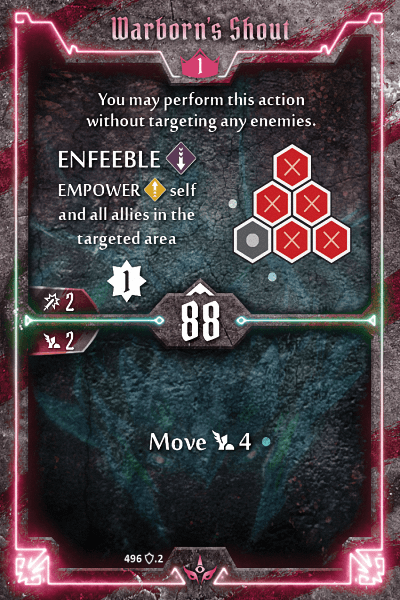 Warborn's Shout
1
You may perform this action
without targeting any enemies.
ENFEEBLE
EMPOWER self
and all allies in the
targeted area
1
2
88
2
Move 4
496 .2